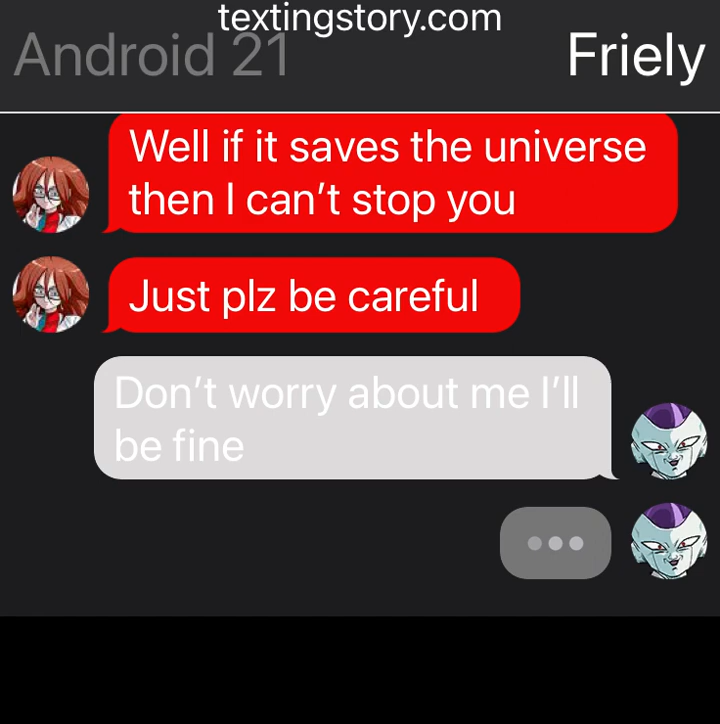 textingstory.com
Android 21
Friely
Well if it saves the universe
then I can’t stop you
Just plz be careful
Don’t worry about me I’ll
be fine